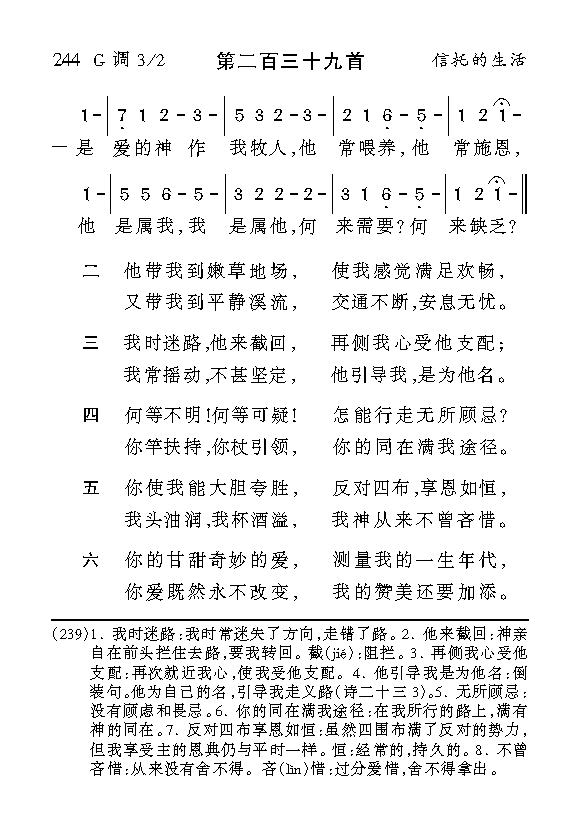 244 G 调 3/2 第二百三十九首 信托的生活
1 - | 7 1 2 - 3 - | 5 3 2 - 3 - | 2 1 6 - 5 - | 1 2 1 -
一 是 爱的神 作 我牧人,他 常喂养,他 常施恩,
1 - | 5 5 6 - 5 - | 3 2 2 - 2 - | 3 1 6 - 5 - | 1 2 1 - ‖
他 是属我,我 是属他,何 来需要?何 来缺乏?
二 他带我到嫩草地场, 使我感觉满足欢畅,
又带我到平静溪流, 交通不断,安息无忧。
三 我时迷路,他来截回, 再侧我心受他支配;
我常摇动,不甚坚定, 他引导我,是为他名。
四 何等不明!何等可疑! 怎能行走无所顾忌?
你竿扶持,你杖引领, 你的同在满我途径。
五 你使我能大胆夸胜, 反对四布,享恩如恒,
我头油润,我杯酒溢, 我神从来不曾吝惜。
六 你的甘甜奇妙的爱, 测量我的一生年代,
你爱既然永不改变, 我的赞美还要加添。
(239)1. 我时迷路:我时常迷失了方向,走错了路。2. 他来截回:神亲
自在前头拦住去路,要我转回。截(jié):阻拦。3. 再侧我心受他
支配:再次就近我心,使我受他支配。 4. 他引导我是为他名:倒
装句。他为自己的名,引导我走义路(诗二十三3)。5. 无所顾忌:
没有顾虑和畏忌。6. 你的同在满我途径:在我所行的路上,满有
神的同在。7. 反对四布享恩如恒:虽然四围布满了反对的势力,
但我享受主的恩典仍与平时一样。恒:经常的,持久的。8. 不曾
吝惜:从来没有舍不得。吝(lìn)惜:过分爱惜,舍不得拿出。